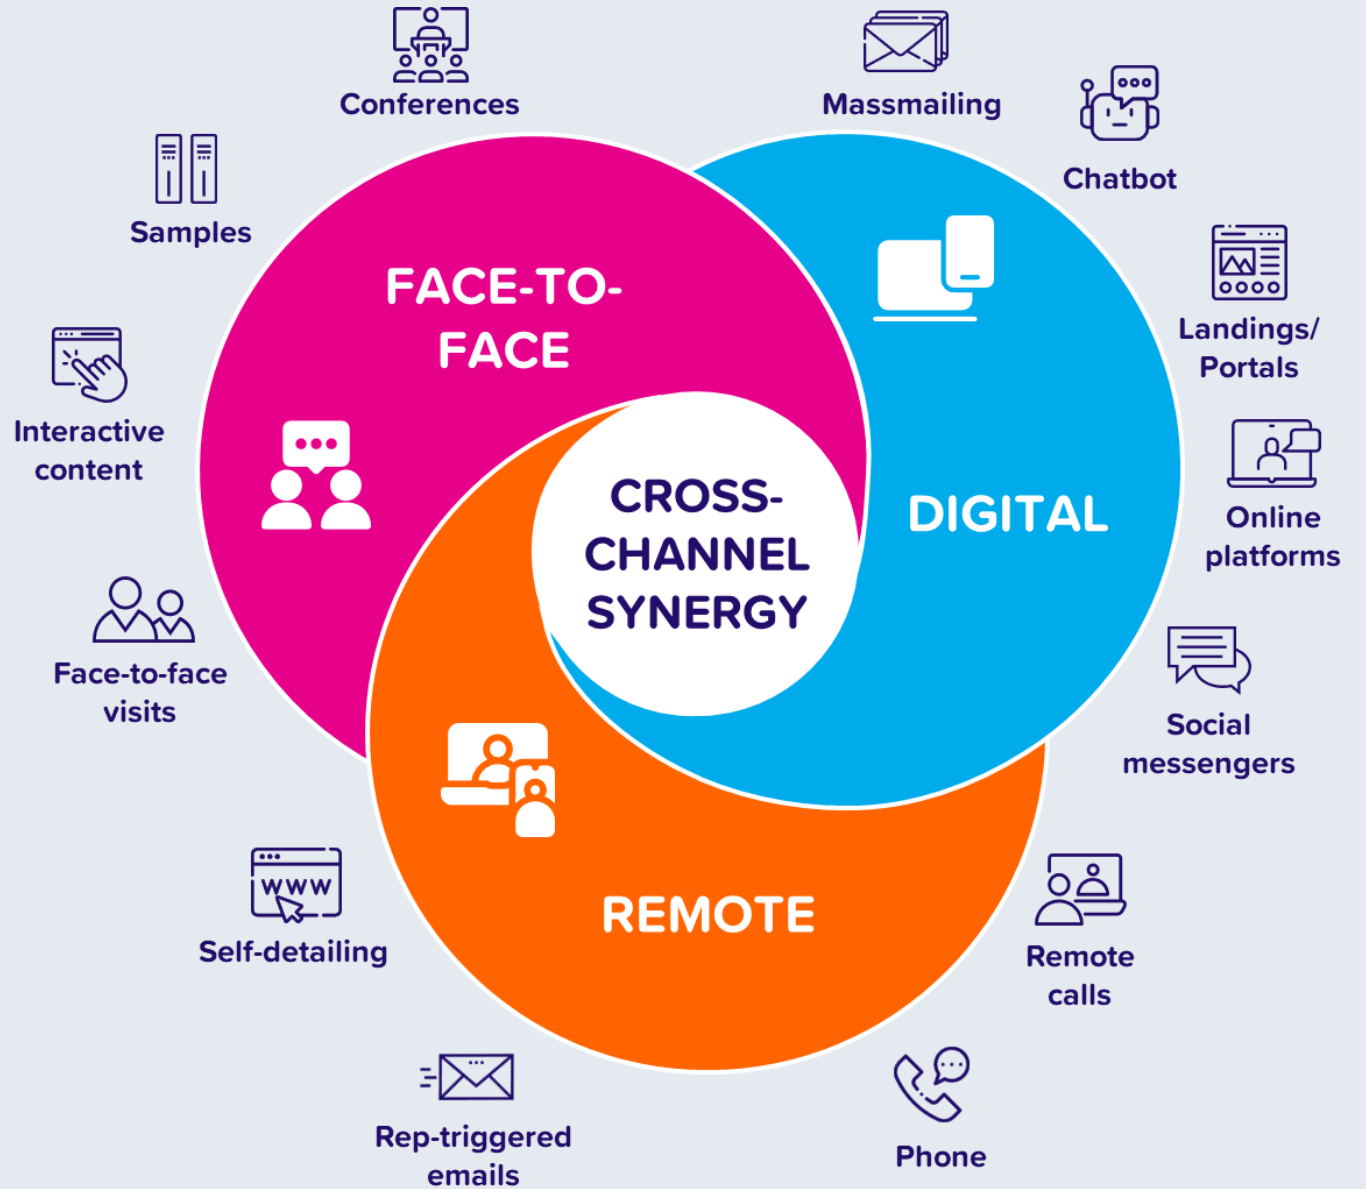 Conferences
Massmailing
Chatbot
Samples
Landings/
Portals
FACE-TO-
FACE
Interactive
content
CROSS-
CHANNEL
SYNERGY
DIGITAL
Online
platforms
Face-to-face
visits
Social
messengers
REMOTE
WWW
Self-detailing
Remote
calls
Rep-triggered
emails
Phone